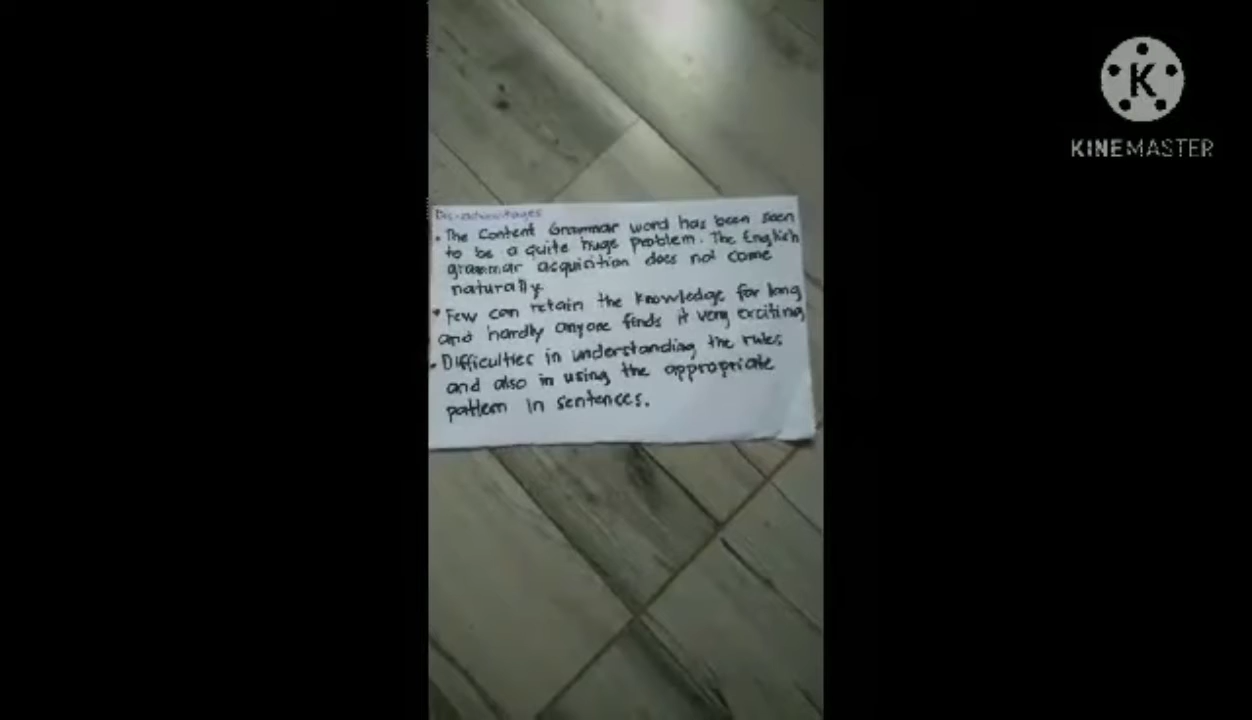 Dis-advantages
• The Content Grammar word has been seen
to be a quite huge problem. The English
grammar acquisition does not come
naturally.
• Few can retain the knowledge for long
and hardly anyone finds it very exciting
• Difficulties in understanding the rules
and also in using the appropriate
pattern in sentences.
K
KINEMASTER